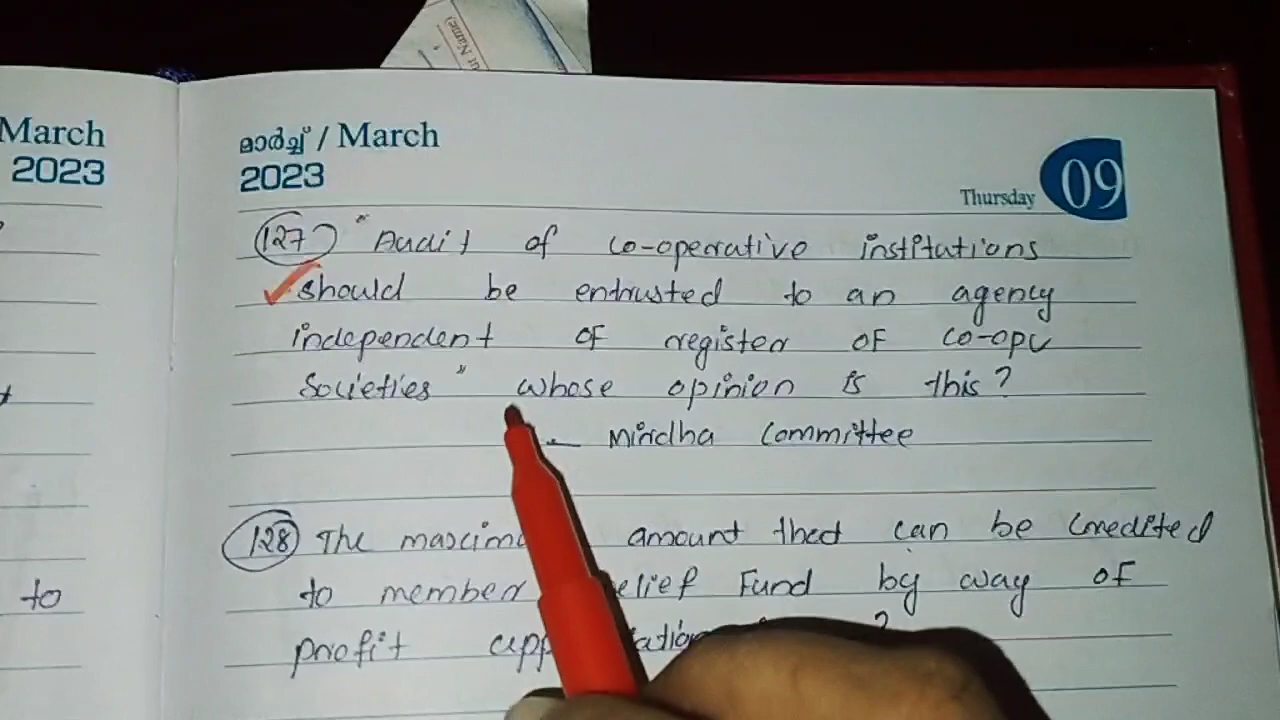 ut Name)
March
2023
to
മാർച്ച് / March
2023
Thursday 09
127 "Audit of co-operative institutions
should be entrusted to an agency
independent of register of co-opv
Societies" whose opinion is this?
- Mirdha Committee
128 The amount that can be credited
to member Fund by way of
profit ?